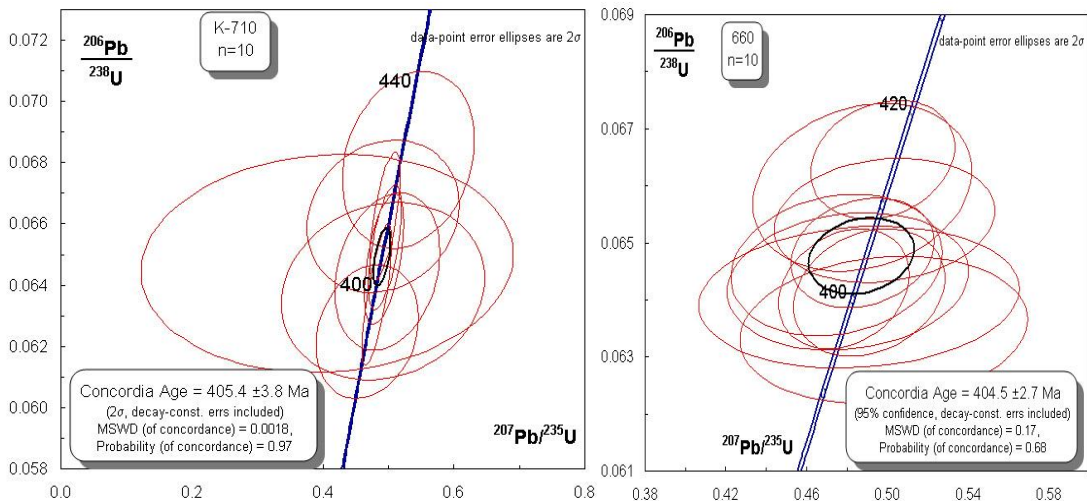 K-710
n=10
206Pb
238U
data-point error ellipses are 2σ
440
400
0.072
0.070
0.068
0.066
0.064
0.062
0.060
0.058
0.0
0.2
0.4
0.6
0.8
Concordia Age = 405.4 ±3.8 Ma
(2σ, decay-const. errs included)
MSWD (of concordance) = 0.0018,
Probability (of concordance) = 0.97
207Pb/235U
660
n=10
206Pb
238U
data-point error ellipses are 2σ
420
400
0.069
0.067
0.065
0.063
0.061
0.38
0.42
0.46
0.50
0.54
0.58
Concordia Age = 404.5 ±2.7 Ma
(95% confidence, decay-const. errs included)
MSWD (of concordance) = 0.17,
Probability (of concordance) = 0.68
207Pb/235U